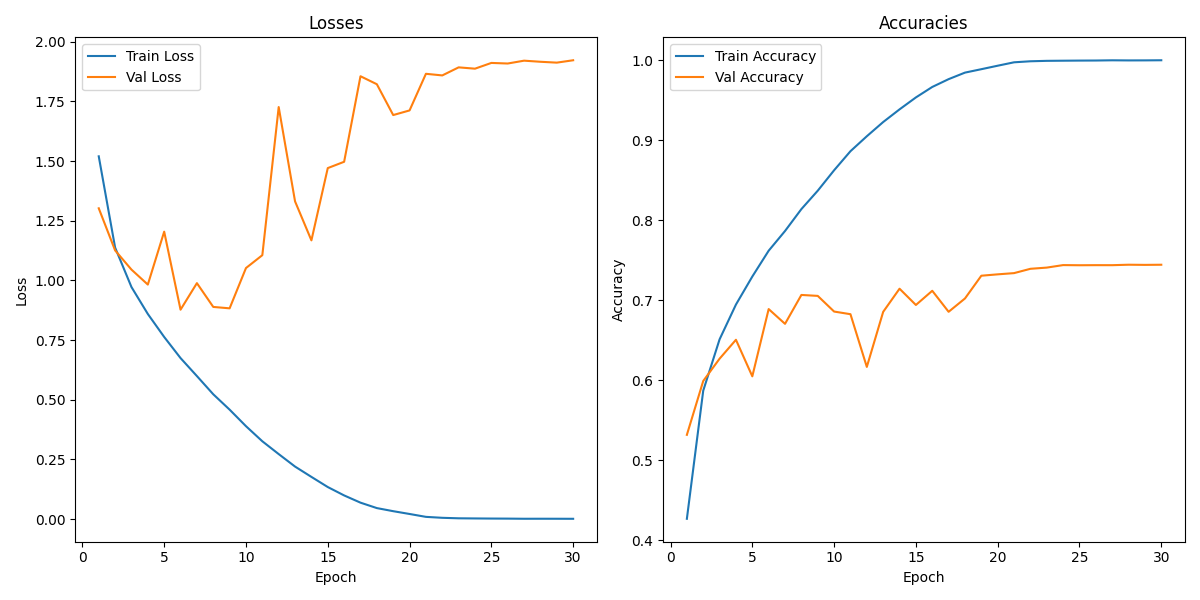 Losses
Train Loss
Val Loss
2.00
1.75
1.50
1.25
1.00
0.75
0.50
0.25
0.00
Loss
0 5 10 15 20 25 30
Epoch
Accuracies
Train Accuracy
Val Accuracy
1.0
0.9
0.8
0.7
0.6
0.5
0.4
Accuracy
0 5 10 15 20 25 30
Epoch